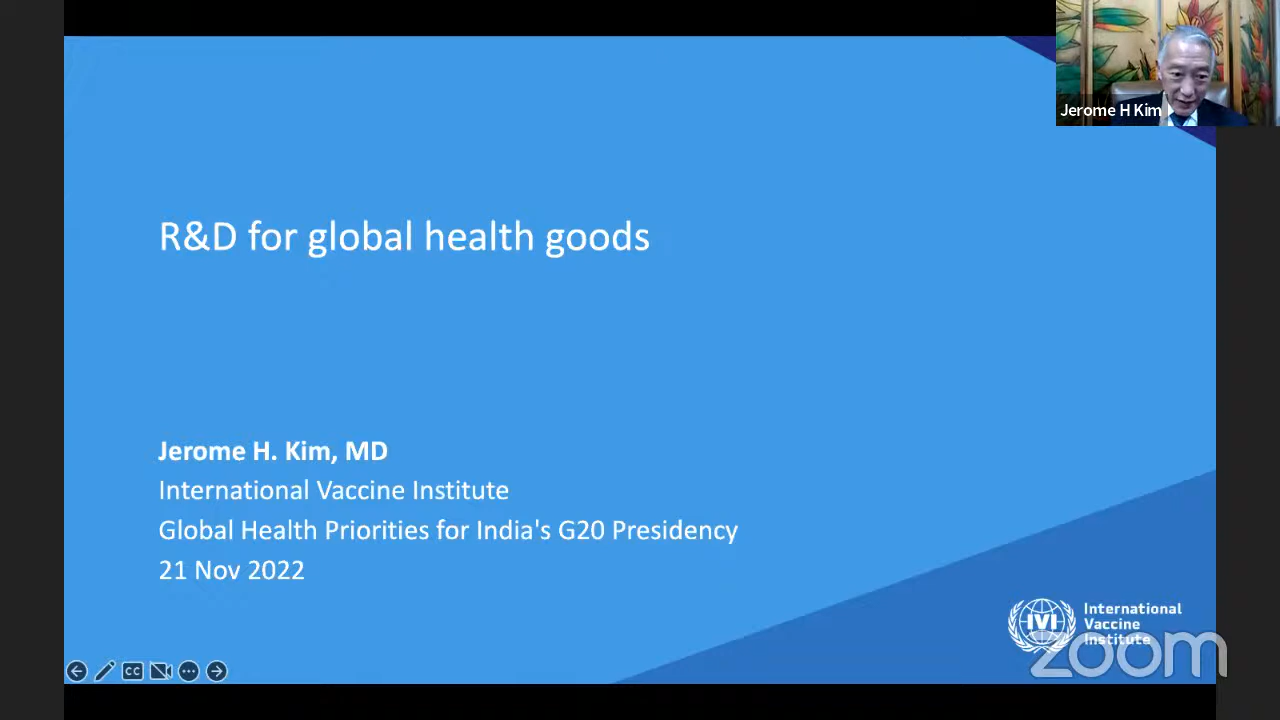 Jerome H Kim
R&D for global health goods
Jerome H. Kim, MD
International Vaccine Institute
Global Health Priorities for India's G20 Presidency
21 Nov 2022
IVI
International
Vaccine
Institute
zoom
CC